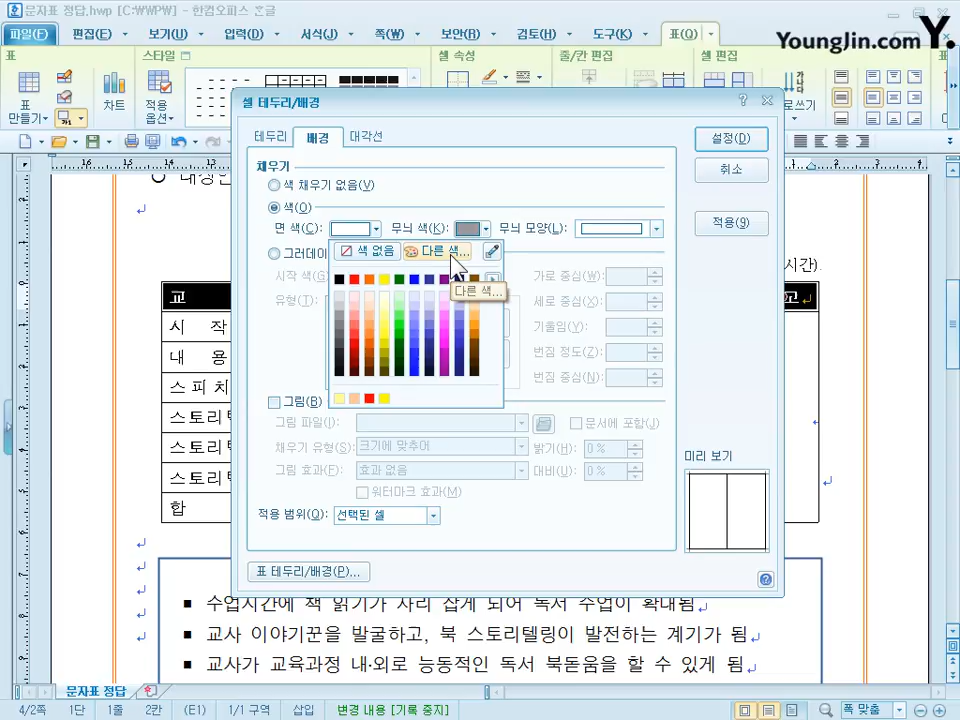 문자표 정답.hwp [C:\WWPW] - 한컴오피스 한글
YoungJin.com Y.
파일(F) 편집(E) 보기(U) 입력(D) 서식(J) 쪽(W) 보안(R) 검토(H) 도구(K) 표(Q)
표 스타일 셀 속성 줄/칸 편집 셀 편집
표 만들기 차트 적용 옵션
셀 테두리/배경
테두리 배경 대각선
설정(D)
취소
적용(9)
채우기
색 채우기 없음(V)
색(O)
면 색(C): 무늬 색(K): 무늬 모양(L):
색 없음 다른 색...
다른 색...
시작 색(G)
유형(T):
가로 중심(W):
세로 중심(X):
기울임(Y):
번짐 정도(Z):
번짐 중심(N):
그림(B)
그림 파일(I): 문서에 포함(J)
채우기 유형(S): 크기에 맞추어 밝기(H): 0 %
그림 효과(F): 효과 없음 대비(U): 0 %
워터마크 효과(M)
적용 범위(Q): 선택된 셀
미리 보기
표 테두리/배경(P)...
시간).
교
시 작
내 용
스 피 치
스토리텔
스토리텔
스토리텔
합
▪ 수업시간에 책 읽기가 자리 잡게 되어 독서 수업이 확대됨
▪ 교사 이야기꾼을 발굴하고, 북 스토리텔링이 발전하는 계기가 됨
▪ 교사가 교육과정 내·외로 능동적인 독서 북돋움을 할 수 있게 됨
문자표 정답
4/2쪽 1단 1줄 2칸 (E1) 1/1 구역 삽입 변경 내용 [기록 중지] 폭 맞춤